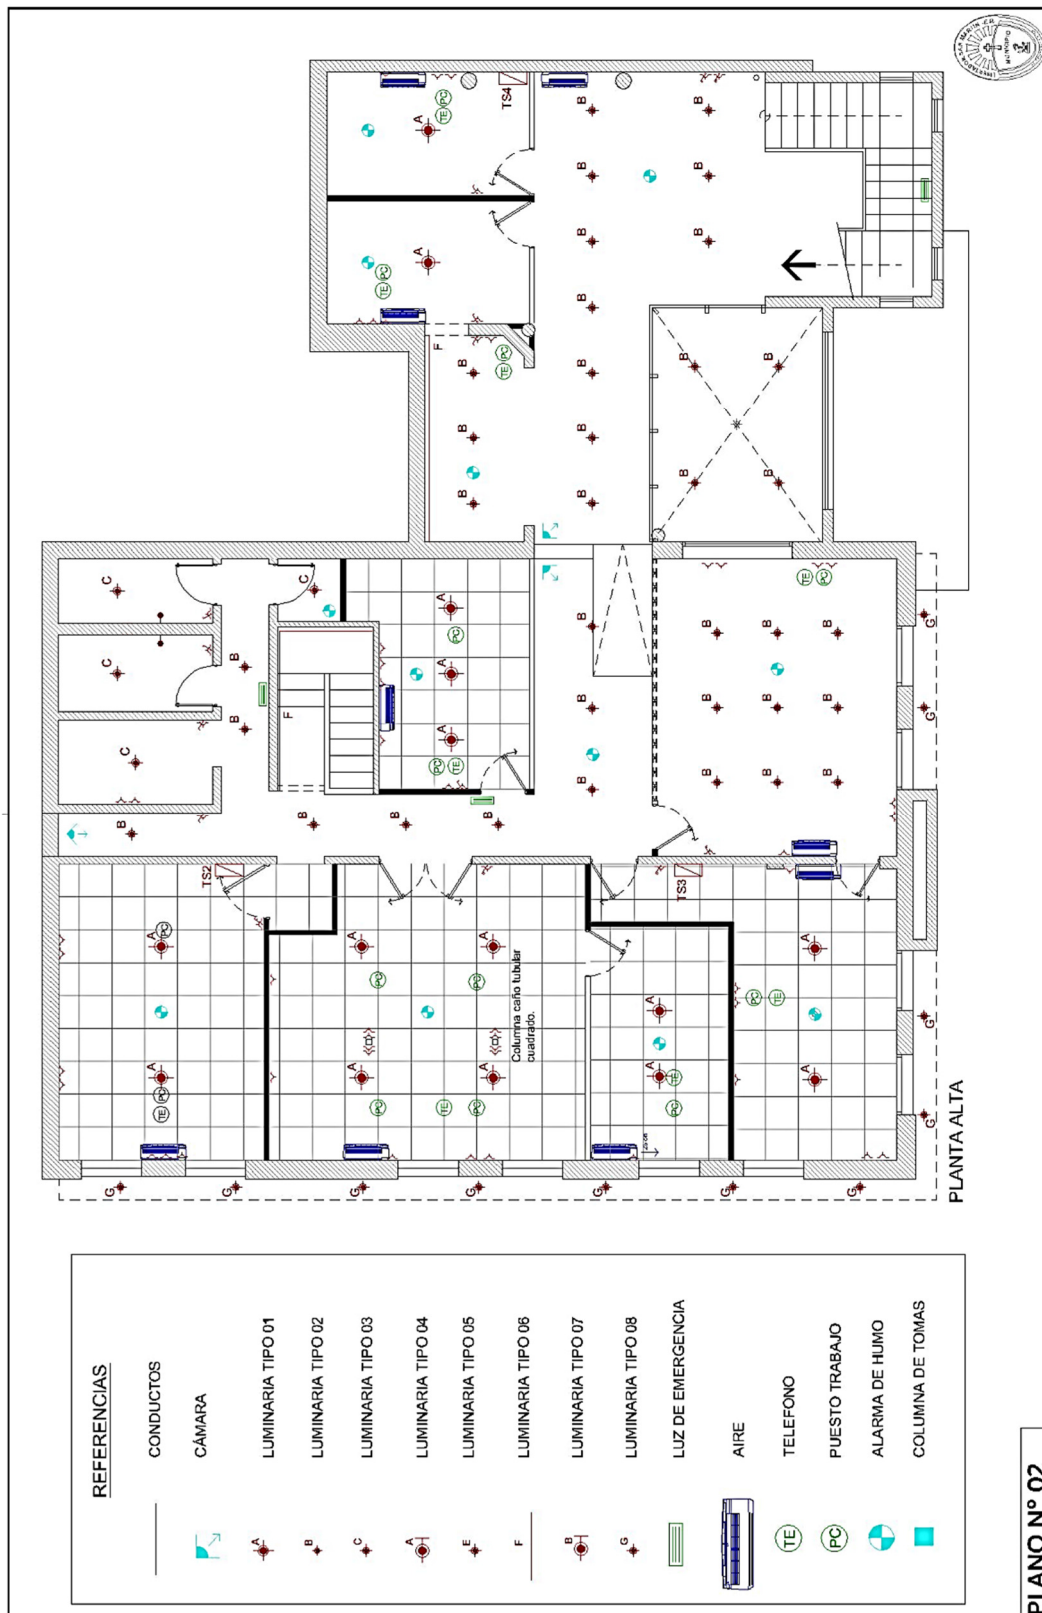 REFERENCIAS
CONDUCTOS
CÁMARA
A LUMINARIA TIPO 01
B LUMINARIA TIPO 02
C LUMINARIA TIPO 03
A LUMINARIA TIPO 04
E LUMINARIA TIPO 05
F LUMINARIA TIPO 06
B LUMINARIA TIPO 07
G LUMINARIA TIPO 08
LUZ DE EMERGENCIA
AIRE
TE TELEFONO
PC PUESTO TRABAJO
ALARMA DE HUMO
COLUMNA DE TOMAS
PLANTA ALTA
Columna caño tubular
cuadrado.
TS2
TS3
TS4
PLANO N° 02